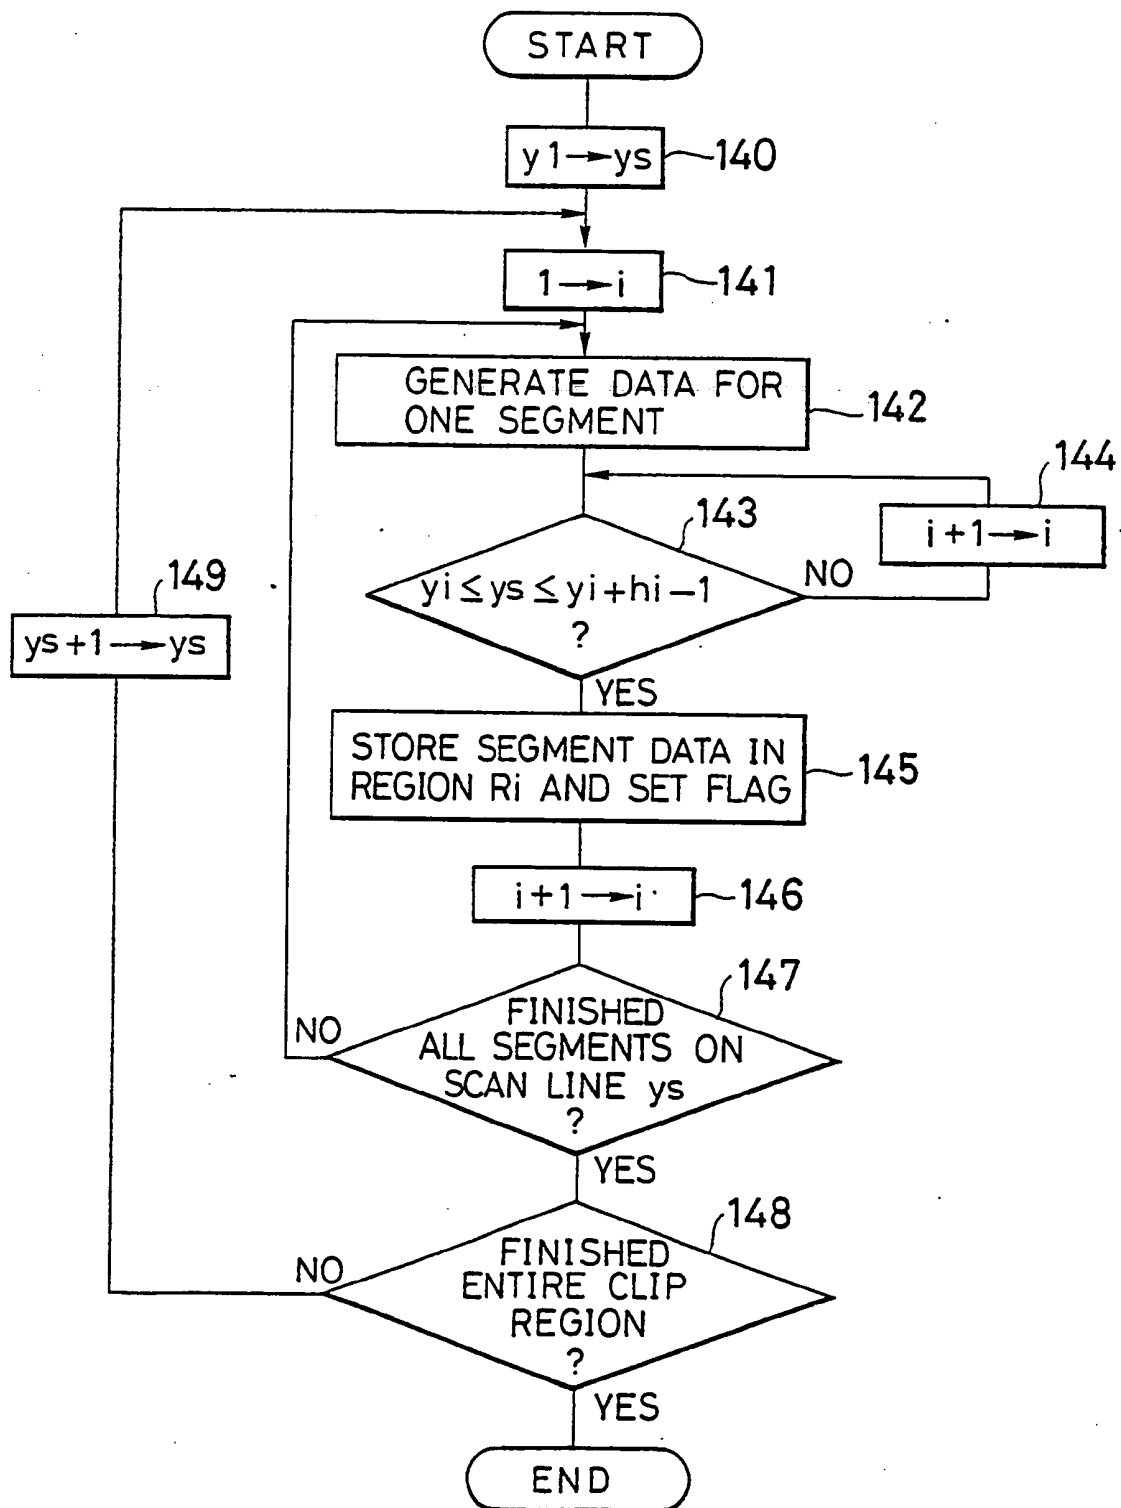 START
y1→ys
140
1→i
141
GENERATE DATA FOR
ONE SEGMENT
142
144
i+1→i
143
yi≤ys≤yi+hi-1
?
NO
YES
149
ys+1→ys
STORE SEGMENT DATA IN
REGION Ri AND SET FLAG
145
i+1→i
146
147
FINISHED
ALL SEGMENTS ON
SCAN LINE ys
?
NO
YES
148
FINISHED
ENTIRE CLIP
REGION
?
NO
YES
END